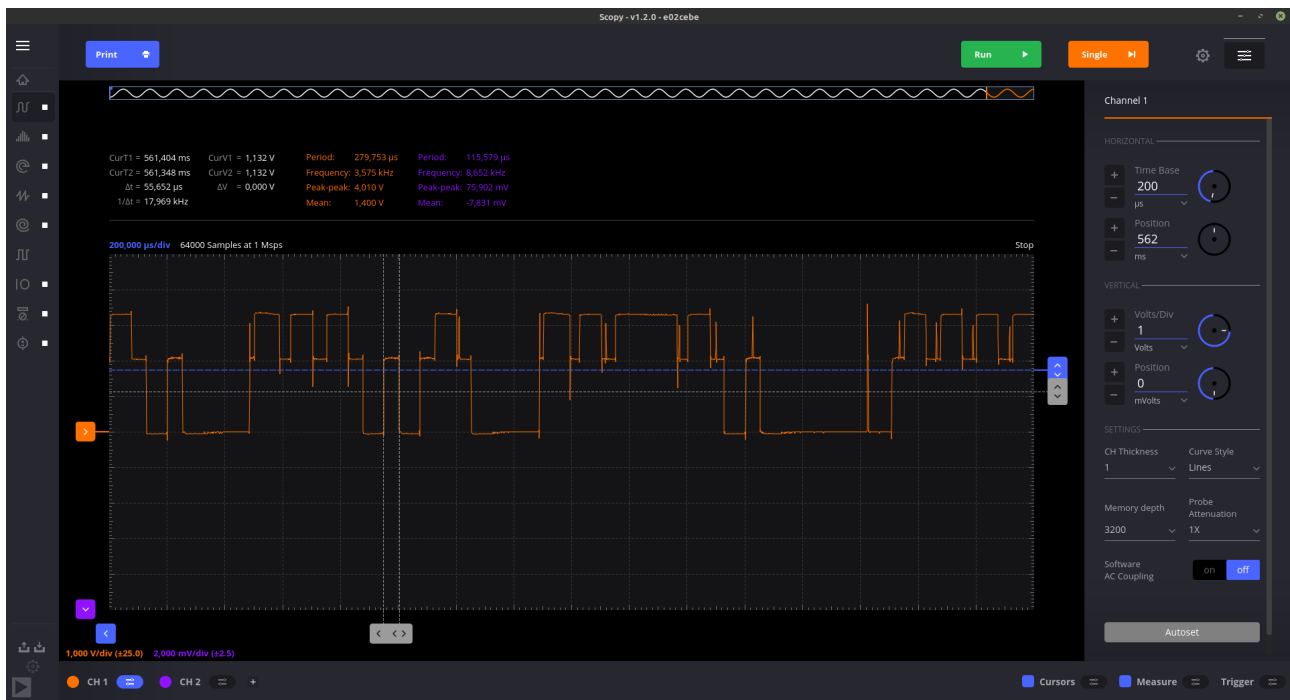 Scopy - v1.2.0 - e02cebe
Print
Run
Single
Channel 1
HORIZONTAL
Time Base
200
µs
Position
562
ms
VERTICAL
Volts/Div
1
Volts
Position
0
mVolts
SETTINGS
CH Thickness Curve Style
1 Lines
Memory depth Probe Attenuation
3200 1X
Software AC Coupling on off
Autoset
CurT1 = 561,404 ms CurV1 = 1,132 V Period: 279,753 µs Period: 115,579 µs
CurT2 = 561,348 ms CurV2 = 1,132 V Frequency: 3,575 kHz Frequency: 8,652 kHz
Δt = 55,652 µs ΔV = 0,000 V Peak-peak: 4,010 V Peak-peak: 75,902 mV
1/Δt = 17,969 kHz Mean: 1,400 V Mean: -7,831 mV
200,000 µs/div 64000 Samples at 1 Msps Stop
IO
1,000 V/div (±25.0) 2,000 mV/div (±2.5)
CH 1 CH 2 + Cursors Measure Trigger